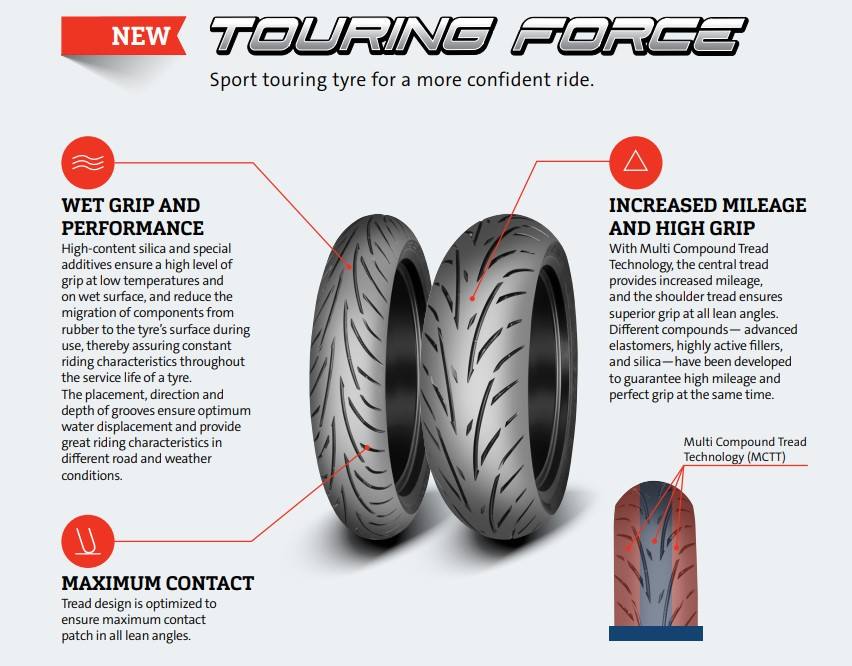 NEW
TOURING FORCE
Sport touring tyre for a more confident ride.
WET GRIP AND
PERFORMANCE
High-content silica and special
additives ensure a high level of
grip at low temperatures and
on wet surface, and reduce the
migration of components from
rubber to the tyre's surface during
use, thereby assuring constant
riding characteristics throughout
the service life of a tyre.
The placement, direction and
depth of grooves ensure optimum
water displacement and provide
great riding characteristics in
different road and weather
conditions.
MAXIMUM CONTACT
Tread design is optimized to
ensure maximum contact
patch in all lean angles.
INCREASED MILEAGE
AND HIGH GRIP
With Multi Compound Tread
Technology, the central tread
provides increased mileage,
and the shoulder tread ensures
superior grip at all lean angles.
Different compounds— advanced
elastomers, highly active fillers,
and silica—have been developed
to guarantee high mileage and
perfect grip at the same time.
Multi Compound Tread
Technology (MCTT)